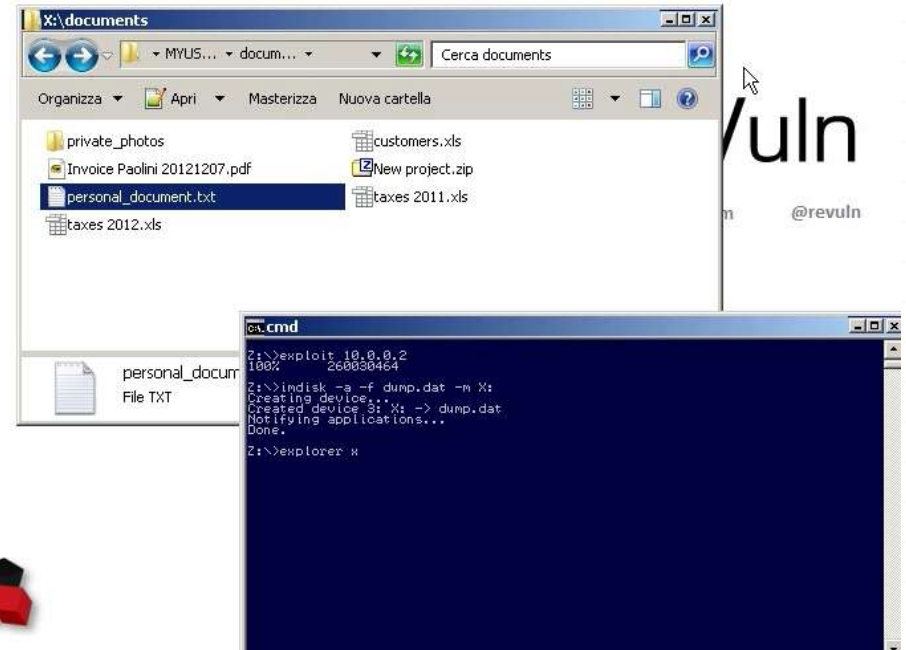 X:\documents
MYUS... docum... Cerca documents
Organizza Apri Masterizza Nuova cartella
private_photos
Invoice Paolini 20121207.pdf
personal_document.txt
taxes 2012.xls
customers.xls
New project.zip
taxes 2011.xls
personal_docum
File TXT
Vuln
m @revuln
cmd
Z:\>exploit 10.0.0.2
100% 260030464
Z:\>imdisk -a -f dump.dat -m X:
Creating device...
Created device 3: X: -> dump.dat
Notifying applications...
Done.
Z:\>explorer x